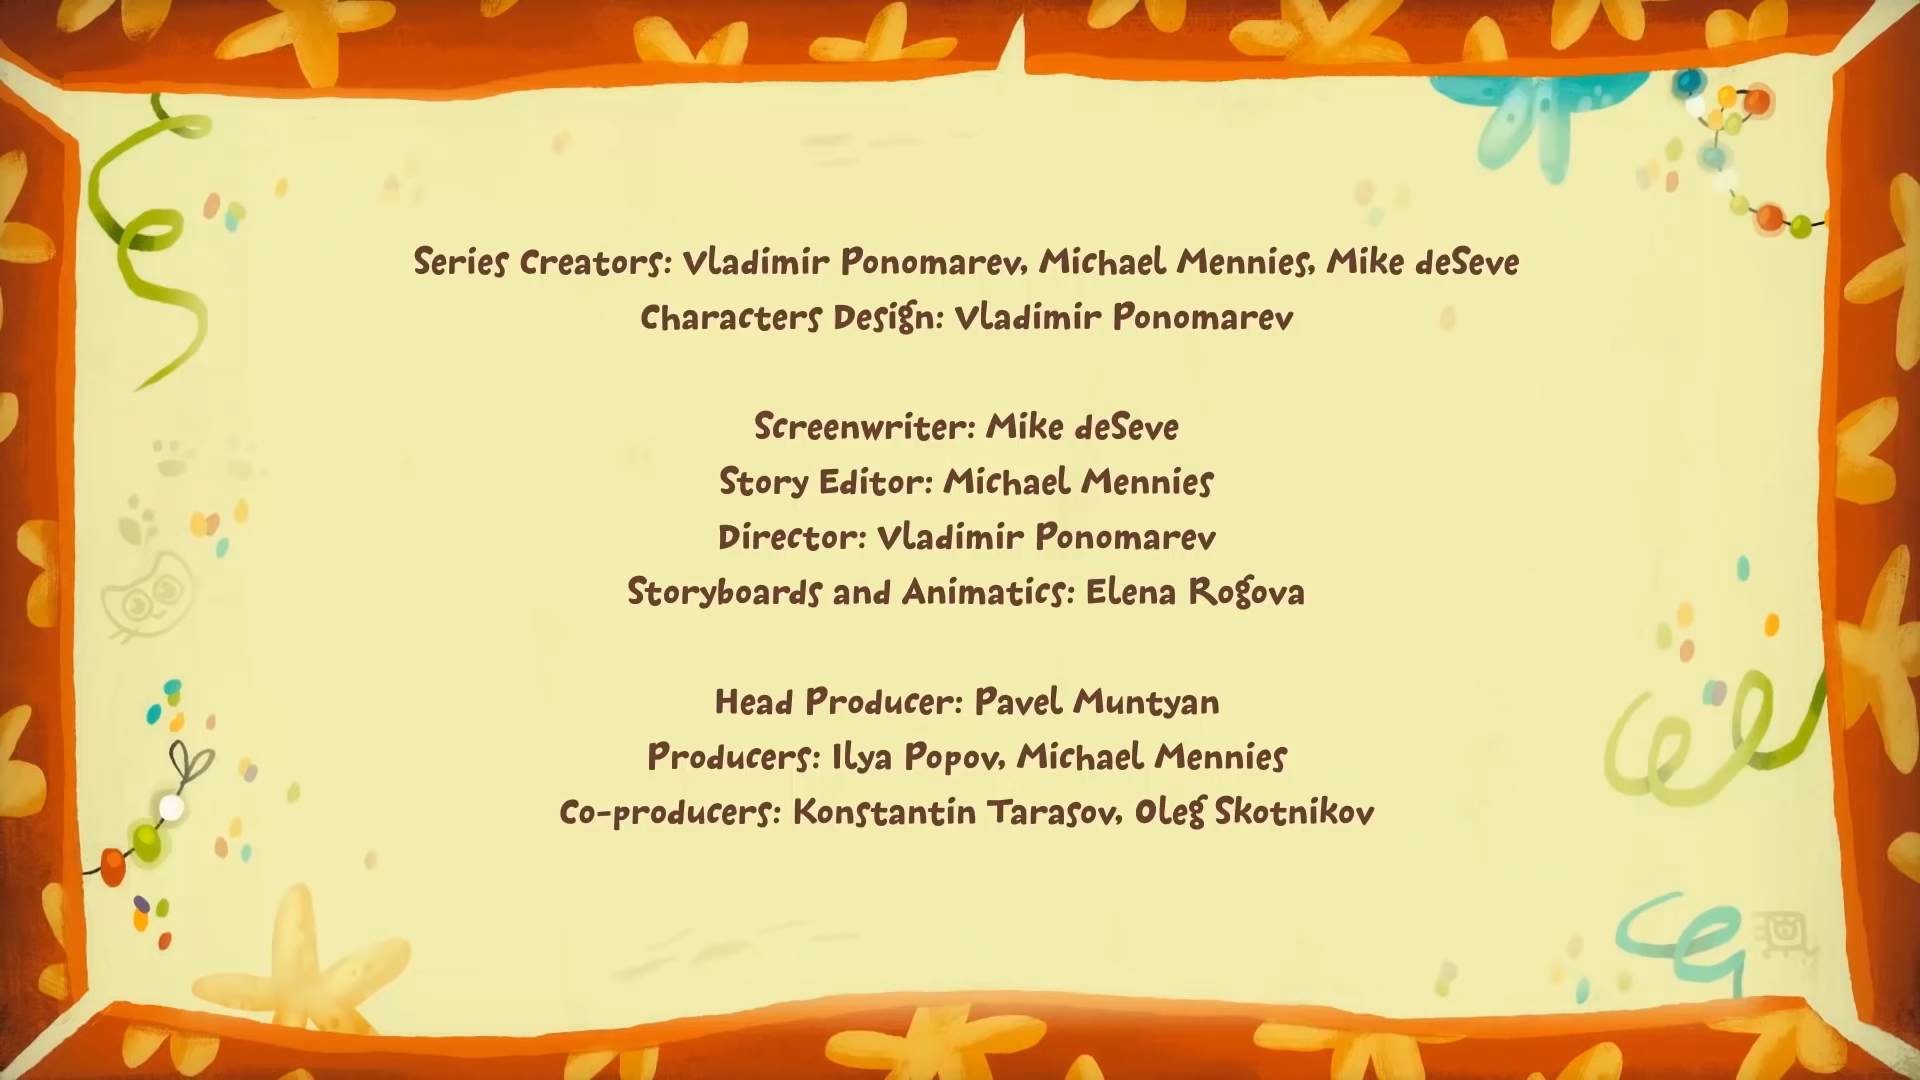 Series Creators: Vladimir Ponomarev, Michael Mennies, Mike deSeve
Characters Design: Vladimir Ponomarev
Screenwriter: Mike deSeve
Story Editor: Michael Mennies
Director: Vladimir Ponomarev
Storyboards and Animatics: Elena Rogova
Head Producer: Pavel Muntyan
Producers: Ilya Popov, Michael Mennies
Co-producers: Konstantin Tarasov, Oleg Skotnikov